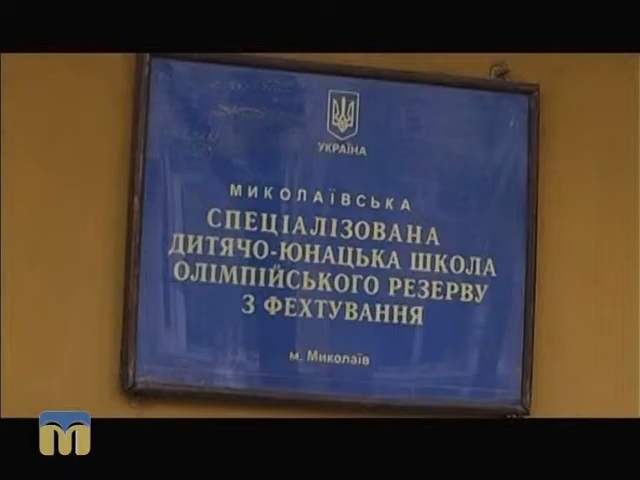 УКРАЇНА
МИКОЛАЇВСЬКА
СПЕЦІАЛІЗОВАНА
ДИТЯЧО-ЮНАЦЬКА ШКОЛА
ОЛІМПІЙСЬКОГО РЕЗЕРВУ
З ФЕХТУВАННЯ
м. Миколаїв
М